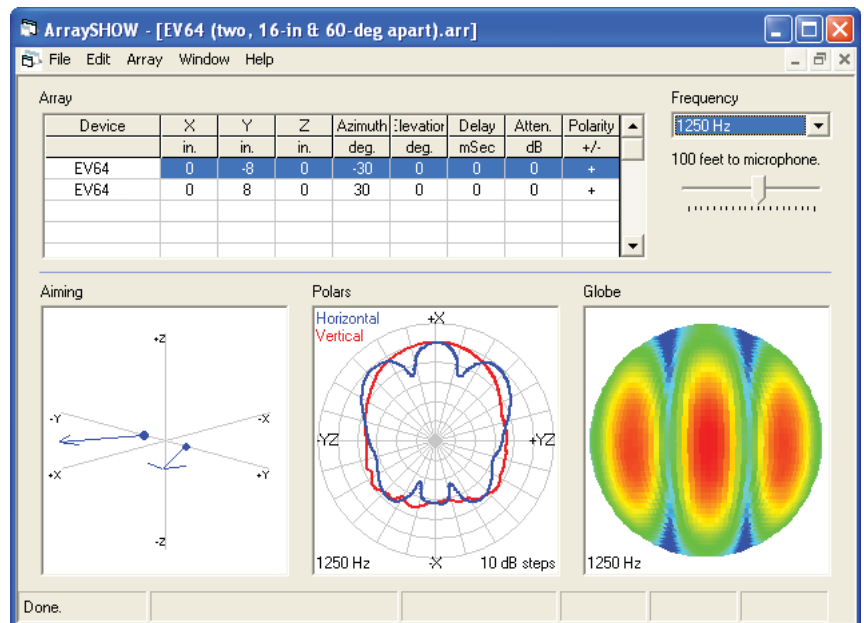 ArraySHOW - [EV64 (two, 16-in & 60-deg apart).arr]
File Edit Array Window Help
Array
Frequency
Device X Y Z Azimuth Elevation Delay Atten. Polarity
in. in. in. deg. deg. mSec dB +/-
EV64 0 -8 0 -30 0 0 0 +
EV64 0 8 0 30 0 0 0 +
1250 Hz
100 feet to microphone.
Aiming
Polars
Globe
+Z
-Y
-X
+X
+Y
-Z
Horizontal
Vertical
+X
-YZ
+YZ
-X
1250 Hz
10 dB steps
1250 Hz
Done.